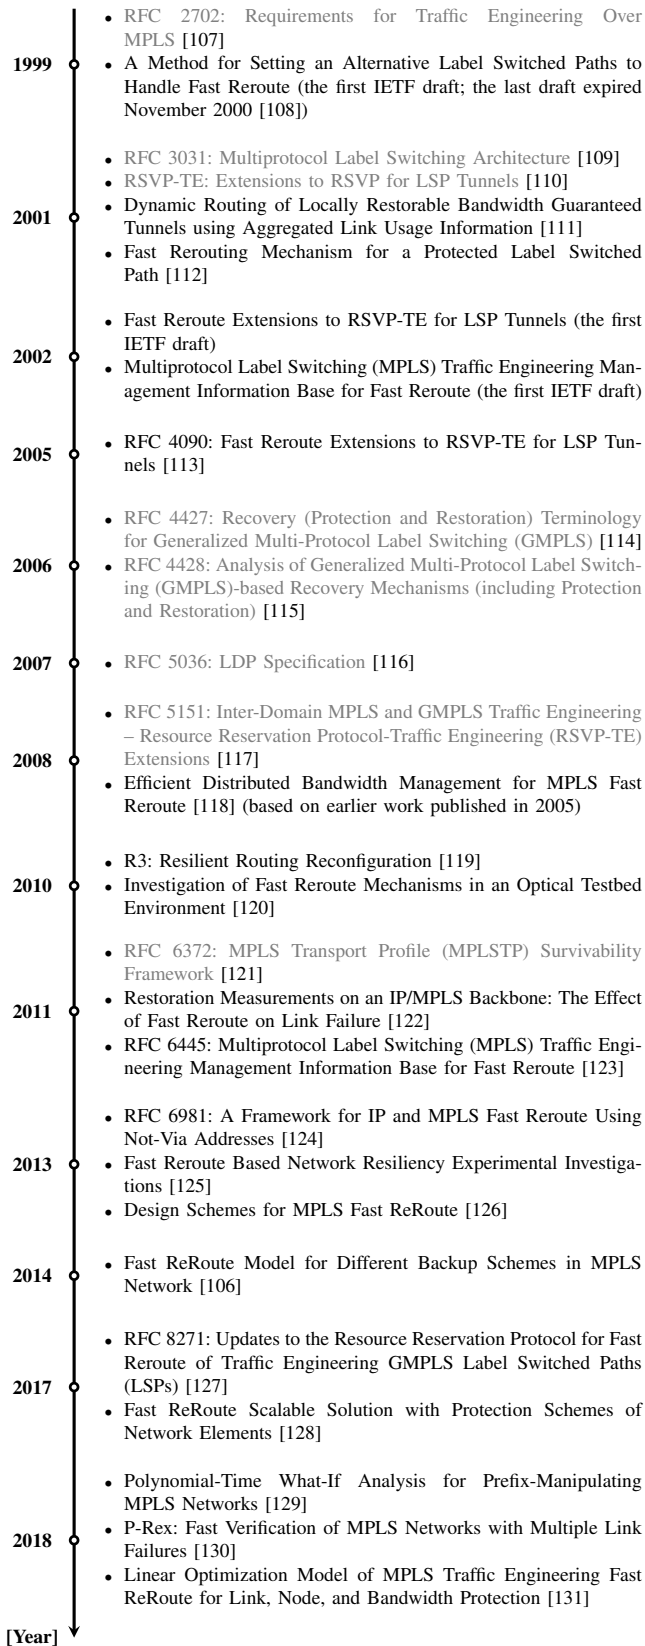 • RFC 2702: Requirements for Traffic Engineering Over
MPLS [107]
1999
• A Method for Setting an Alternative Label Switched Paths to
Handle Fast Reroute (the first IETF draft; the last draft expired
November 2000 [108])
• RFC 3031: Multiprotocol Label Switching Architecture [109]
• RSVP-TE: Extensions to RSVP for LSP Tunnels [110]
2001
• Dynamic Routing of Locally Restorable Bandwidth Guaranteed
Tunnels using Aggregated Link Usage Information [111]
• Fast Rerouting Mechanism for a Protected Label Switched
Path [112]
• Fast Reroute Extensions to RSVP-TE for LSP Tunnels (the first
IETF draft)
2002
• Multiprotocol Label Switching (MPLS) Traffic Engineering Man-
agement Information Base for Fast Reroute (the first IETF draft)
2005
• RFC 4090: Fast Reroute Extensions to RSVP-TE for LSP Tun-
nels [113]
• RFC 4427: Recovery (Protection and Restoration) Terminology
for Generalized Multi-Protocol Label Switching (GMPLS) [114]
2006
• RFC 4428: Analysis of Generalized Multi-Protocol Label Switch-
ing (GMPLS)-based Recovery Mechanisms (including Protection
and Restoration) [115]
2007
• RFC 5036: LDP Specification [116]
• RFC 5151: Inter-Domain MPLS and GMPLS Traffic Engineering
– Resource Reservation Protocol-Traffic Engineering (RSVP-TE)
Extensions [117]
2008
• Efficient Distributed Bandwidth Management for MPLS Fast
Reroute [118] (based on earlier work published in 2005)
• R3: Resilient Routing Reconfiguration [119]
2010
• Investigation of Fast Reroute Mechanisms in an Optical Testbed
Environment [120]
• RFC 6372: MPLS Transport Profile (MPLSTP) Survivability
Framework [121]
2011
• Restoration Measurements on an IP/MPLS Backbone: The Effect
of Fast Reroute on Link Failure [122]
• RFC 6445: Multiprotocol Label Switching (MPLS) Traffic Engi-
neering Management Information Base for Fast Reroute [123]
• RFC 6981: A Framework for IP and MPLS Fast Reroute Using
Not-Via Addresses [124]
2013
• Fast Reroute Based Network Resiliency Experimental Investiga-
tions [125]
• Design Schemes for MPLS Fast ReRoute [126]
2014
• Fast ReRoute Model for Different Backup Schemes in MPLS
Network [106]
• RFC 8271: Updates to the Resource Reservation Protocol for Fast
Reroute of Traffic Engineering GMPLS Label Switched Paths
(LSPs) [127]
2017
• Fast ReRoute Scalable Solution with Protection Schemes of
Network Elements [128]
• Polynomial-Time What-If Analysis for Prefix-Manipulating
MPLS Networks [129]
2018
• P-Rex: Fast Verification of MPLS Networks with Multiple Link
Failures [130]
• Linear Optimization Model of MPLS Traffic Engineering Fast
ReRoute for Link, Node, and Bandwidth Protection [131]
[Year]